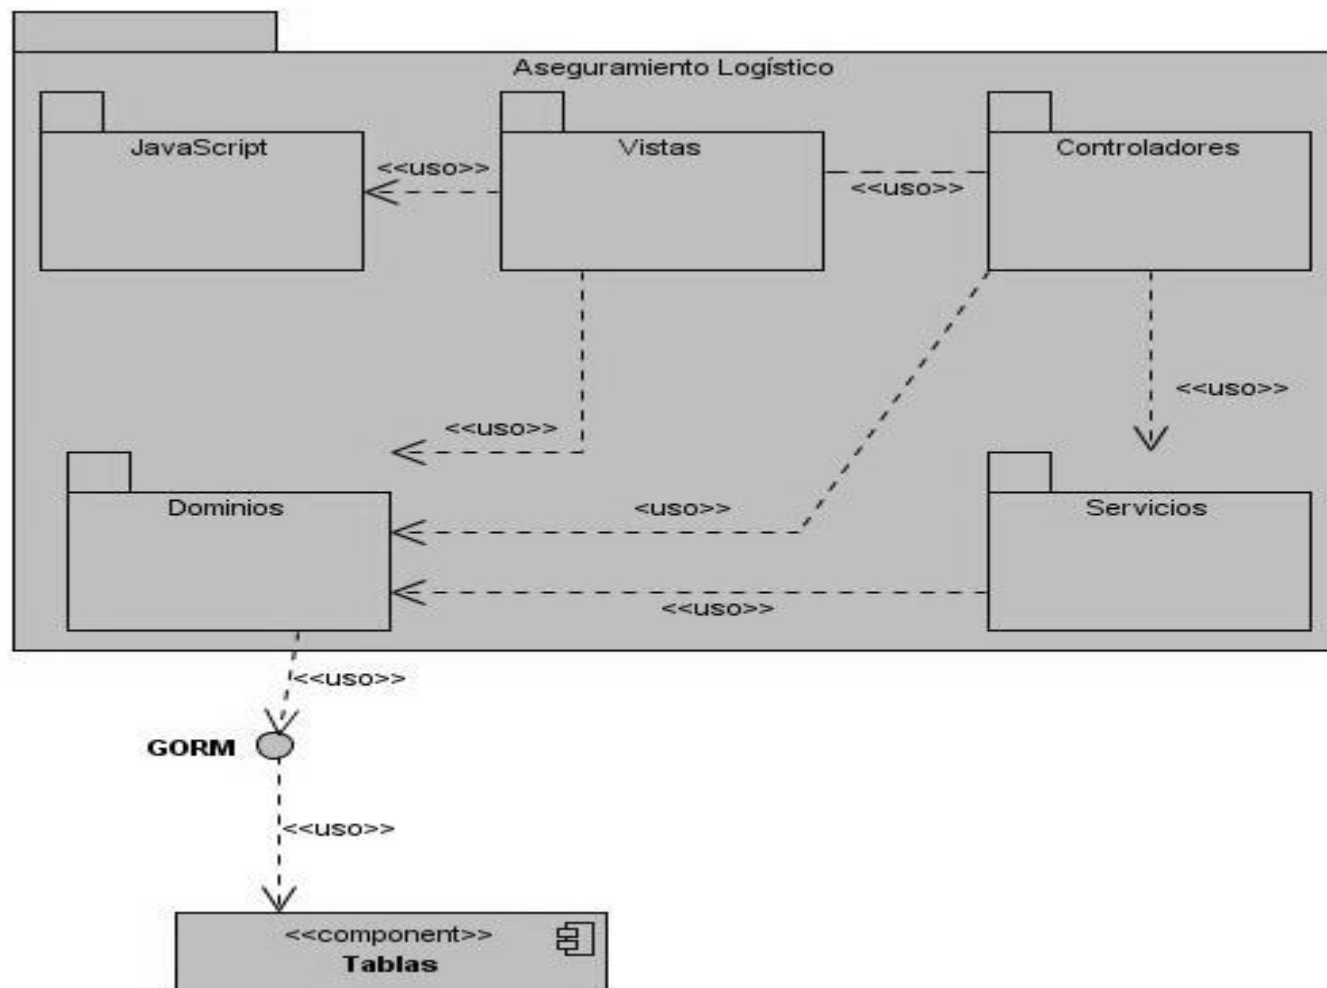 Aseguramiento Logístico
JavaScript
Vistas
Controladores
<<uso>>
<<uso>>
<<uso>>
<<uso>>
Dominios
<uso>>
Servicios
<<uso>>
<<uso>>
GORM
<<uso>>
<<component>>
Tablas